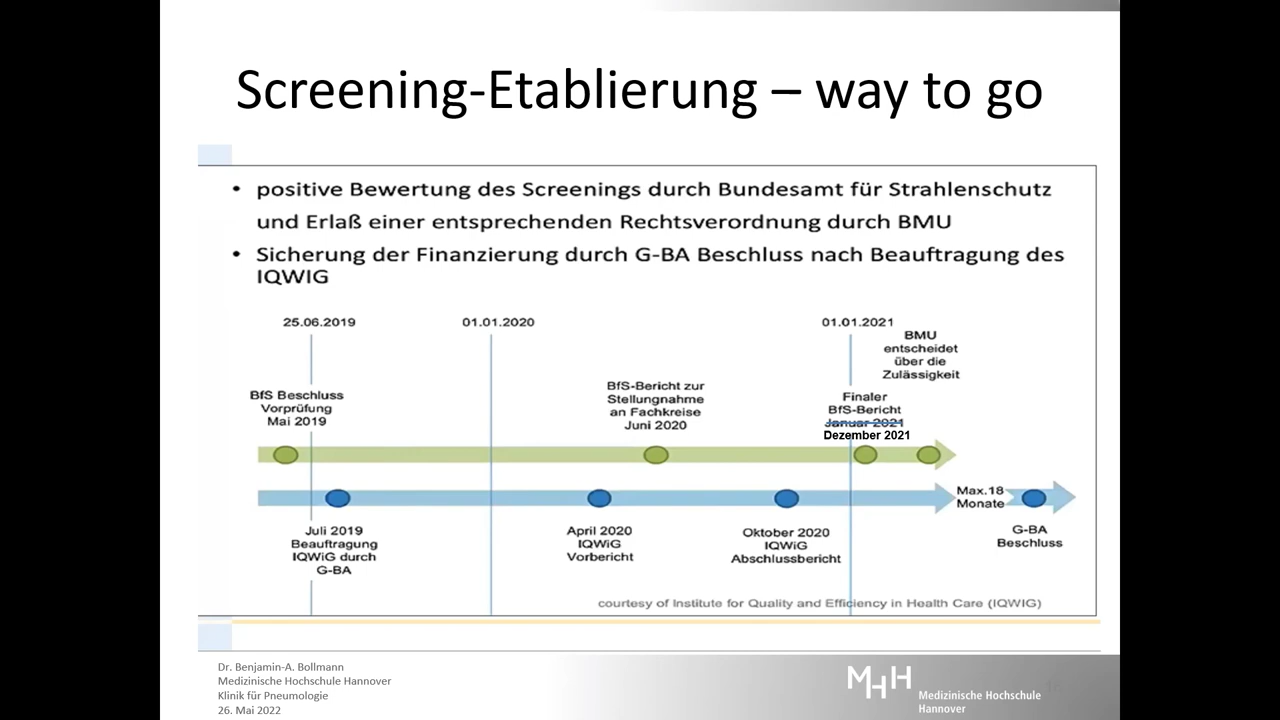 Screening-Etablierung – way to go
• positive Bewertung des Screenings durch Bundesamt für Strahlenschutz
und Erlaß einer entsprechenden Rechtsverordnung durch BMU
• Sicherung der Finanzierung durch G-BA Beschluss nach Beauftragung des
IQWIG
25.06.2019
01.01.2020
01.01.2021
BMU
entscheidet
über die
Zulässigkeit
BfS Beschluss
Vorprüfung
Mai 2019
BfS-Bericht zur
Stellungnahme
an Fachkreise
Juni 2020
Finaler
BfS-Bericht
Januar 2021
Dezember 2021
Max.18
Monate
Juli 2019
Beauftragung
IQWiG durch
G-BA
April 2020
IQWiG
Vorbericht
Oktober 2020
IQWiG
Abschlussbericht
G-BA
Beschluss
courtesy of Institute for Quality and Efficiency in Health Care (IQWIG)
Dr. Benjamin-A. Bollmann
Medizinische Hochschule Hannover
Klinik für Pneumologie
26. Mai 2022
MHH
Medizinische Hochschule
Hannover